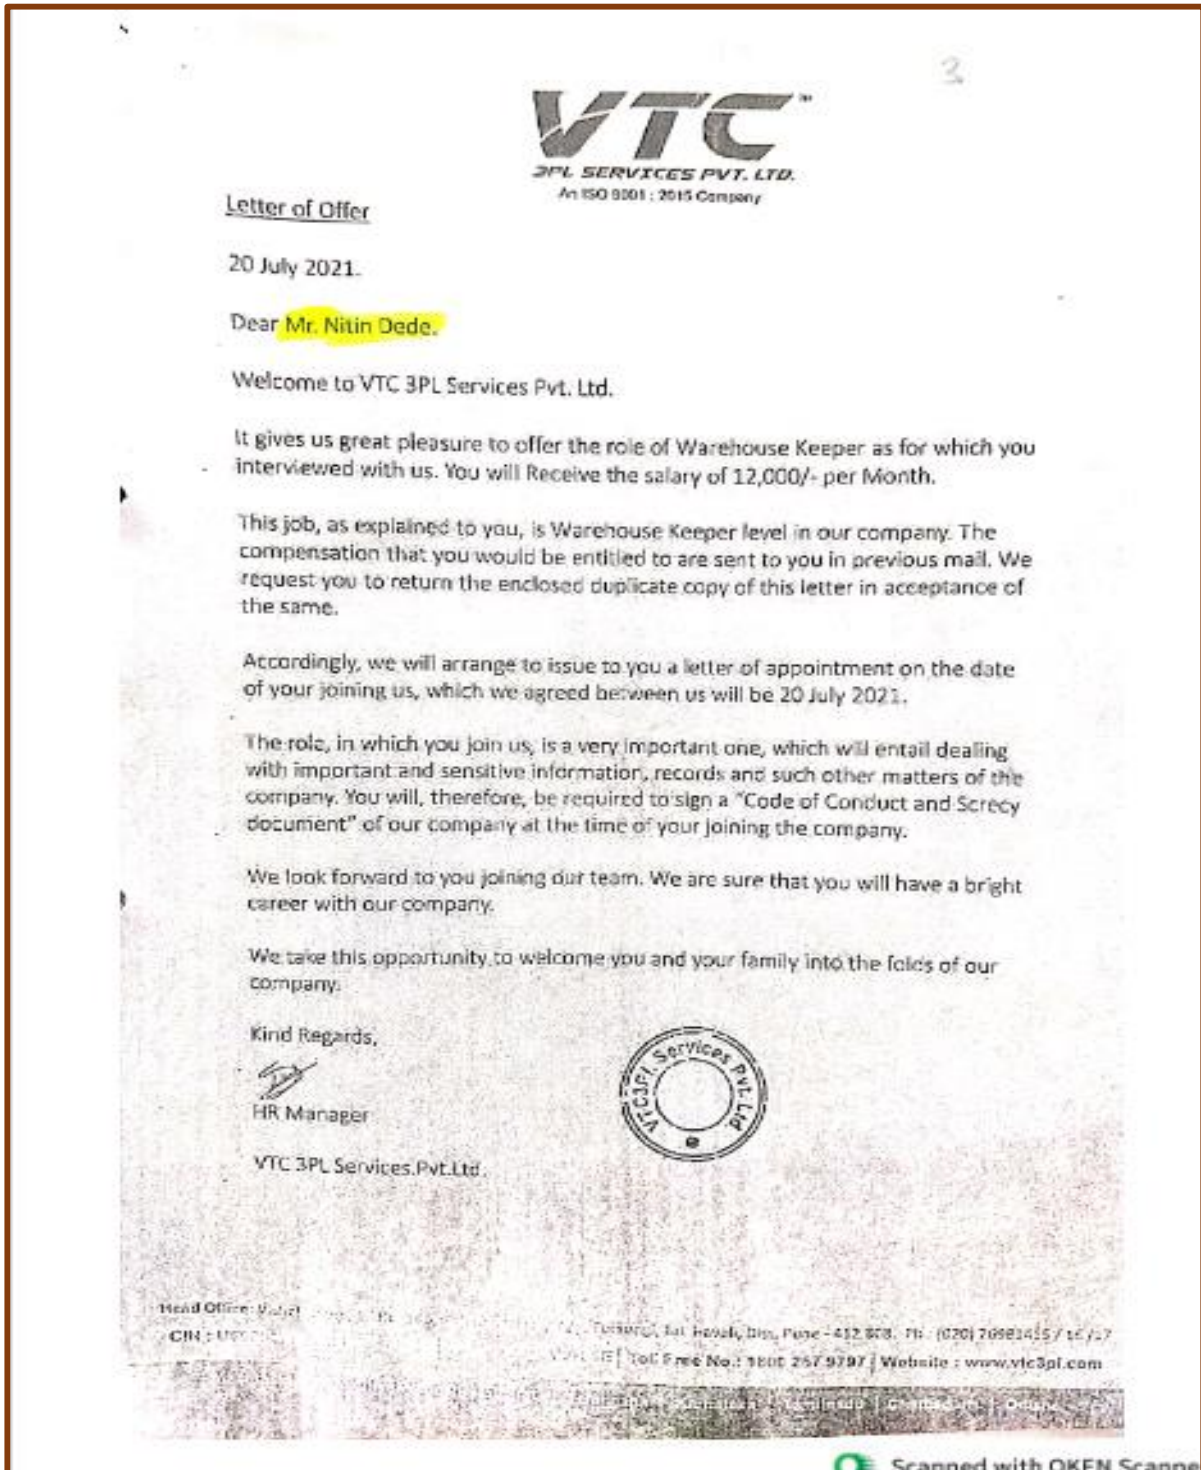 3
VTC
3PL SERVICES PVT. LTD.
An ISO 9001 : 2015 Company
Letter of Offer
20 July 2021.
Dear Mr. Nitin Dede.
Welcome to VTC 3PL Services Pvt. Ltd.
It gives us great pleasure to offer the role of Warehouse Keeper as for which you
interviewed with us. You will Receive the salary of 12,000/- per Month.
This job, as explained to you, is Warehouse Keeper level in our company. The
compensation that you would be entitled to are sent to you in previous mail. We
request you to return the enclosed duplicate copy of this letter in acceptance of
the same.
Accordingly, we will arrange to issue to you a letter of appointment on the date
of your joining us, which we agreed between us will be 20 July 2021.
The role, in which you join us, is a very important one, which will entail dealing
with important and sensitive information, records and such other matters of the
company. You will, therefore, be required to sign a "Code of Conduct and Screcy
document" of our company at the time of your joining the company.
We look forward to you joining our team. We are sure that you will have a bright
career with our company.
We take this opportunity to welcome you and your family into the folds of our
company.
Kind Regards,
HR Manager
VTC 3PL Services.Pvt.Ltd.
VTC3PL Services Pvt. Ltd.
Head Office:
CIN :
Pune - 412
Toll Free No.: 1800 267 9797 | Website : www.vtc3pl.com
Tamilnadu
Scanned with OKEN Scanne